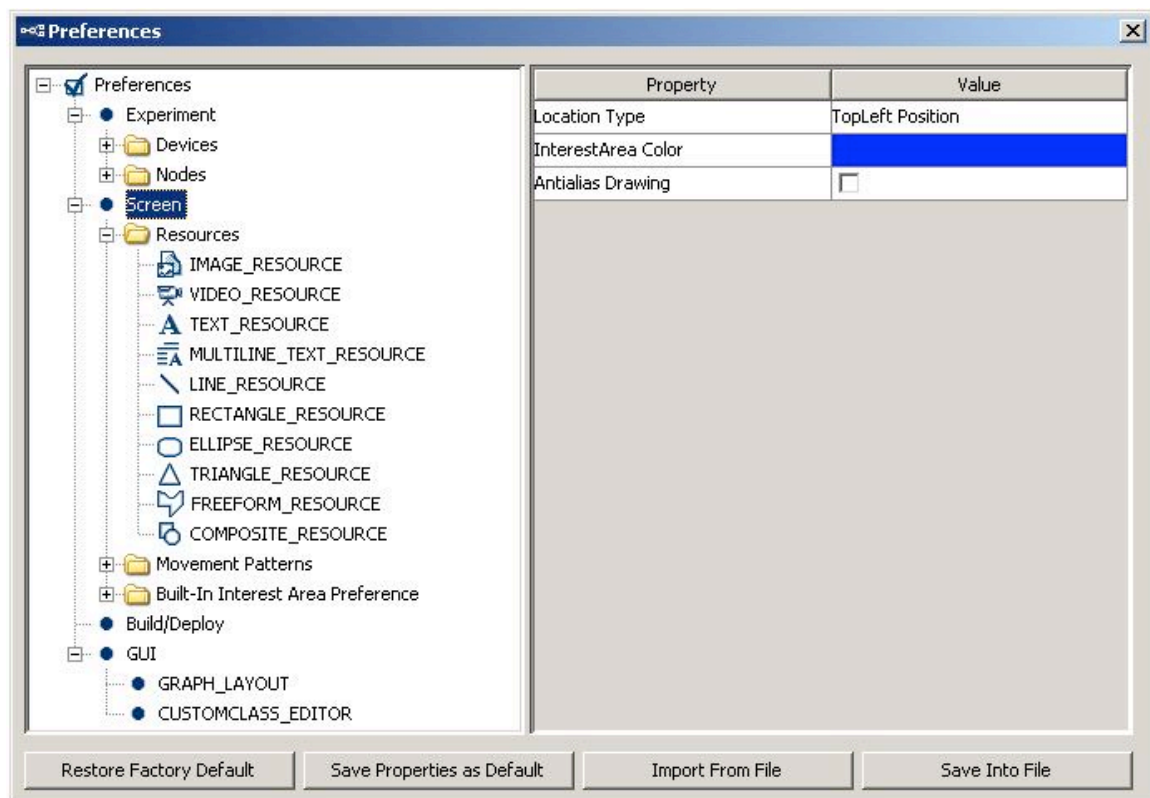 Preferences
Preferences
Experiment
Devices
Nodes
Screen
Resources
IMAGE_RESOURCE
VIDEO_RESOURCE
TEXT_RESOURCE
MULTILINE_TEXT_RESOURCE
LINE_RESOURCE
RECTANGLE_RESOURCE
ELLIPSE_RESOURCE
TRIANGLE_RESOURCE
FREEFORM_RESOURCE
COMPOSITE_RESOURCE
Movement Patterns
Built-In Interest Area Preference
Build/Deploy
GUI
GRAPH_LAYOUT
CUSTOMCLASS_EDITOR
Property Value
Location Type TopLeft Position
InterestArea Color
Antialias Drawing
Restore Factory Default Save Properties as Default Import From File Save Into File